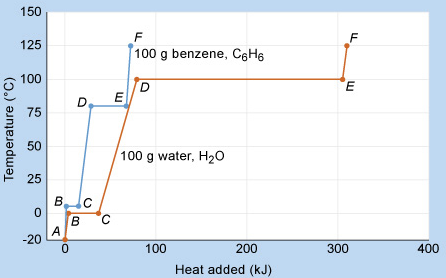 150
125
100
75
50
25
0
-20
Temperature (°C)
F
100 g benzene, C₆H₆
F
D
E
D
E
100 g water, H₂O
B
C
A
B
C
0
100
200
300
400
Heat added (kJ)